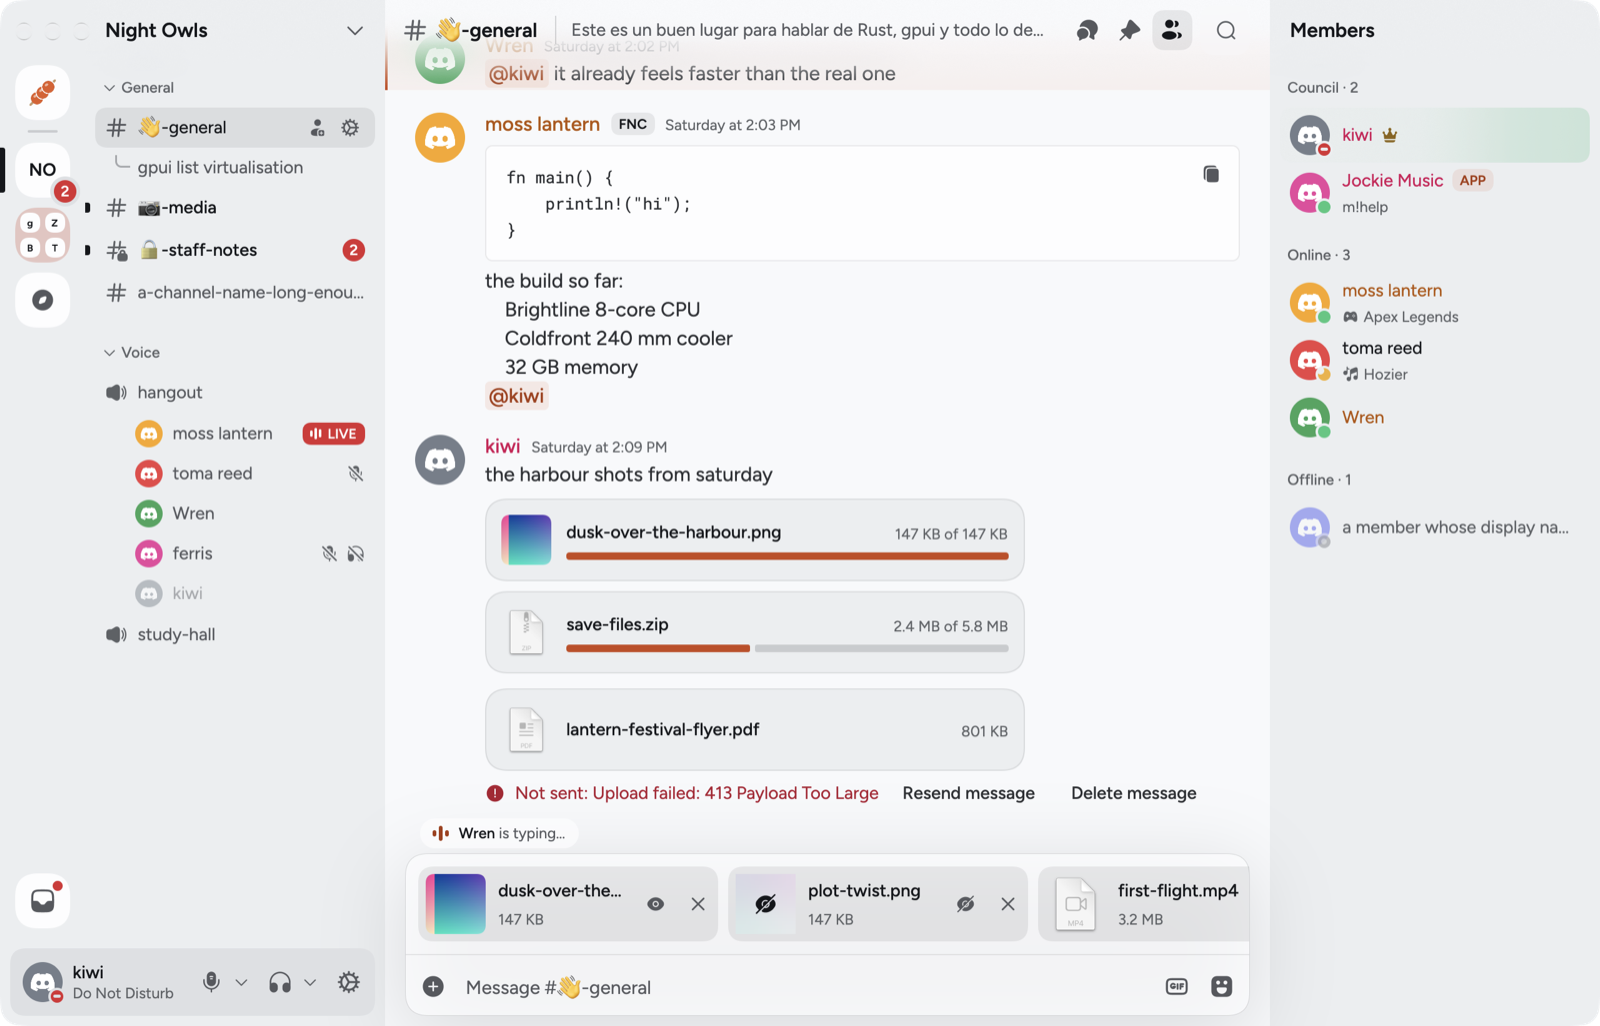 Night Owls
NO
2
g Z
B T
General
#👋-general
gpui list virtualisation
#📷-media
#🔒-staff-notes
2
# a-channel-name-long-enou...
Voice
hangout
moss lantern
LIVE
toma reed
Wren
ferris
kiwi
study-hall
kiwi
Do Not Disturb
# 👋-general
Este es un buen lugar para hablar de Rust, gpui y todo lo de...
Wren Saturday at 2:02 PM
@kiwi it already feels faster than the real one
moss lantern FNC Saturday at 2:03 PM
fn main() {
println!("hi");
}
the build so far:
Brightline 8-core CPU
Coldfront 240 mm cooler
32 GB memory
@kiwi
kiwi Saturday at 2:09 PM
the harbour shots from saturday
dusk-over-the-harbour.png
147 KB of 147 KB
ZIP
save-files.zip
2.4 MB of 5.8 MB
PDF
lantern-festival-flyer.pdf
801 KB
Not sent: Upload failed: 413 Payload Too Large
Resend message
Delete message
Wren is typing...
dusk-over-the...
147 KB
plot-twist.png
147 KB
MP4
first-flight.mp4
3.2 MB
Message #👋-general
GIF
Members
Council · 2
kiwi
Jockie Music APP
m!help
Online · 3
moss lantern
Apex Legends
toma reed
Hozier
Wren
Offline · 1
a member whose display na...